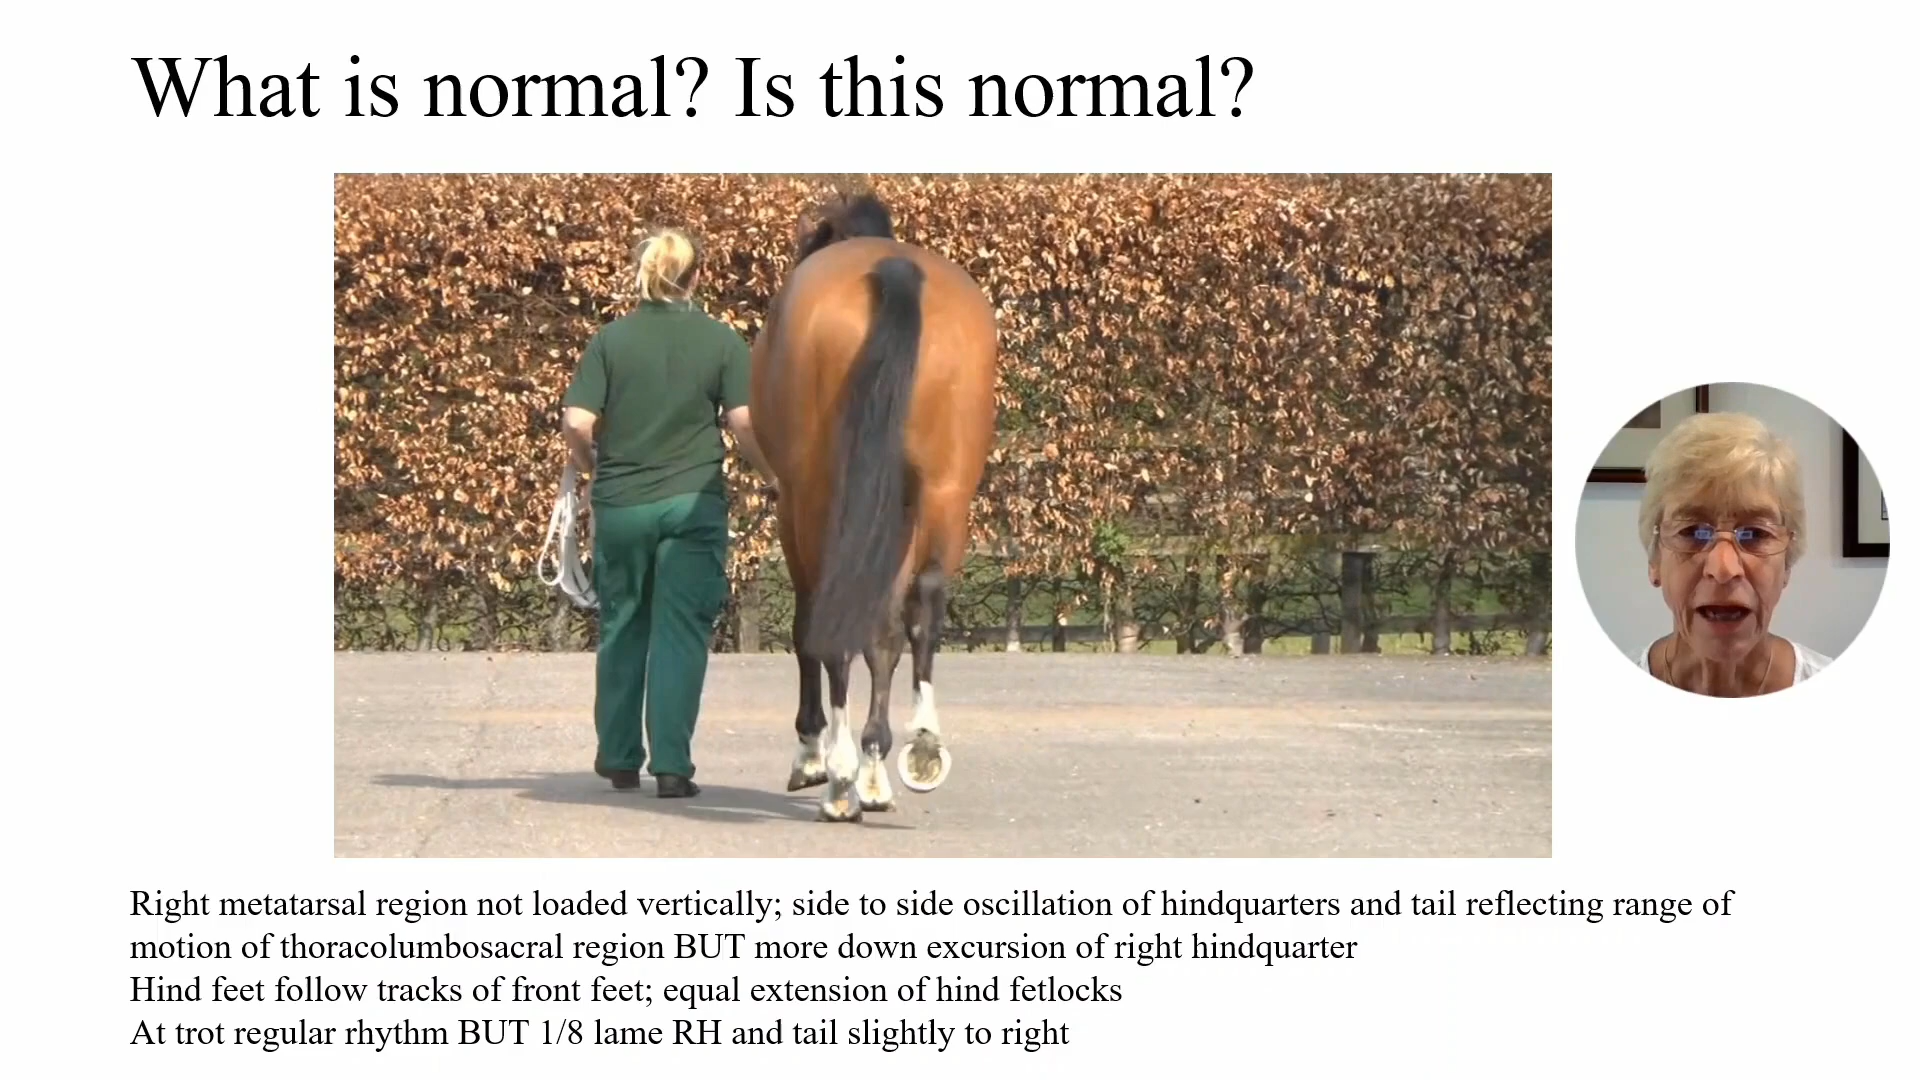 What is normal? Is this normal?
Right metatarsal region not loaded vertically; side to side oscillation of hindquarters and tail reflecting range of
motion of thoracolumbosacral region BUT more down excursion of right hindquarter
Hind feet follow tracks of front feet; equal extension of hind fetlocks
At trot regular rhythm BUT 1/8 lame RH and tail slightly to right